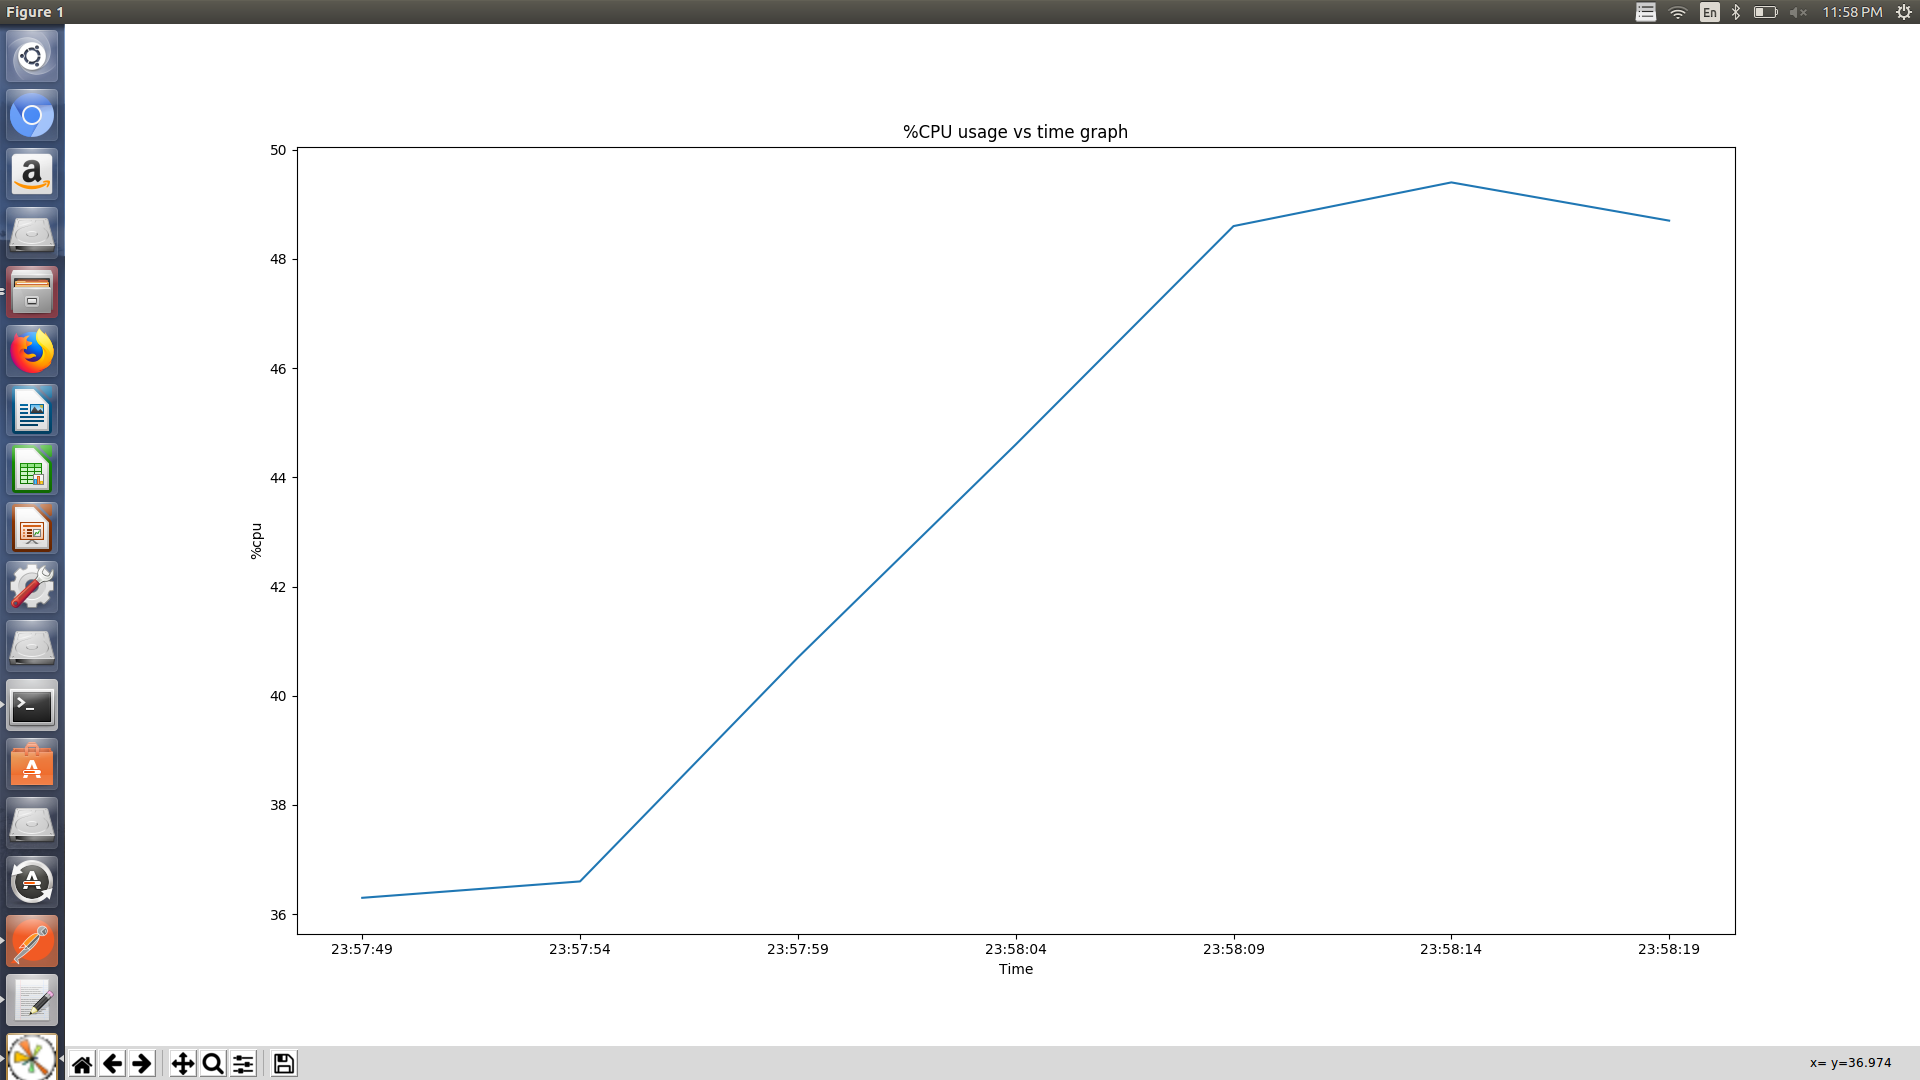 Figure 1
En
11:58 PM
%CPU usage vs time graph
50
48
46
44
42
40
38
36
%cpu
23:57:49 23:57:54 23:57:59 23:58:04 23:58:09 23:58:14 23:58:19
Time
x= y=36.974